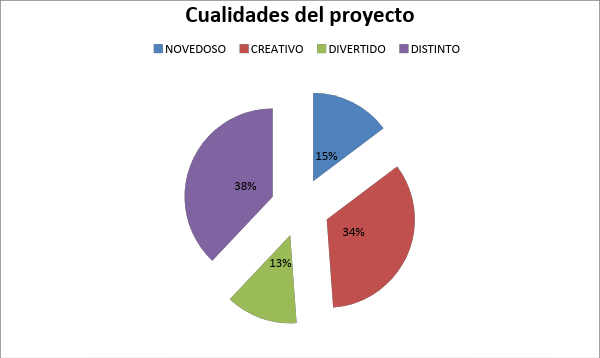 Cualidades del proyecto
NOVEDOSO CREATIVO DIVERTIDO DISTINTO
15%
38%
34%
13%